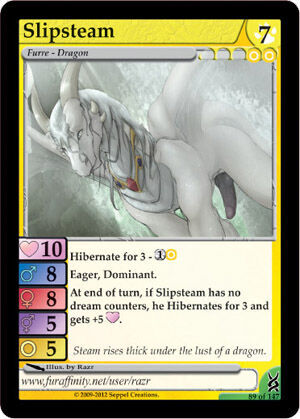 Slipsteam
7
Furre - Dragon
10
8
8
5
5
Hibernate for 3 - 1
Eager, Dominant.
At end of turn, if Slipsteam has no
dream counters, he Hibernates for 3 and
gets +5 .
Steam rises thick under the lust of a dragon.
Illus. by Razr
www.furaffinity.net/user/razr
©2009-2012 Seppel Creations.
89 of 147